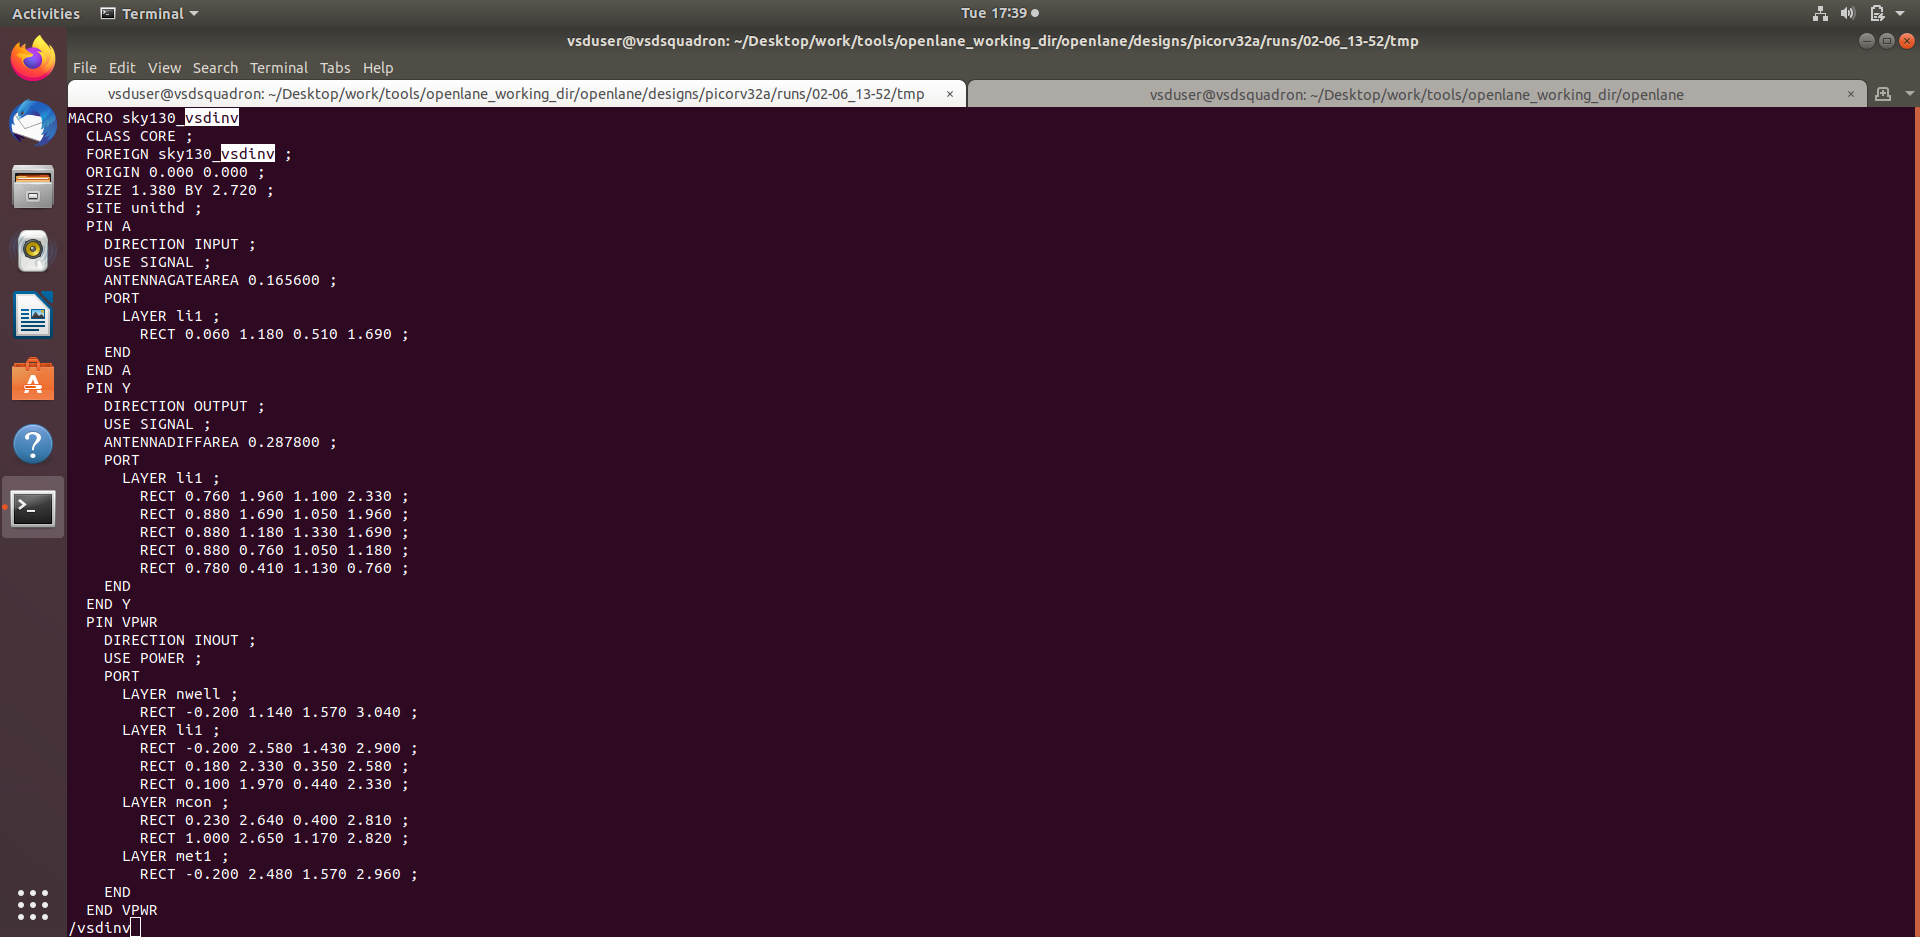 Activities Terminal Tue 17:39
vsduser@vsdsquadron: ~/Desktop/work/tools/openlane_working_dir/openlane/designs/picorv32a/runs/02-06_13-52/tmp
File Edit View Search Terminal Tabs Help
vsduser@vsdsquadron: ~/Desktop/work/tools/openlane_working_dir/openlane/designs/picorv32a/runs/02-06_13-52/tmp × vsduser@vsdsquadron: ~/Desktop/work/tools/openlane_working_dir/openlane ×
MACRO sky130_vsdinv
  CLASS CORE ;
  FOREIGN sky130_vsdinv ;
  ORIGIN 0.000 0.000 ;
  SIZE 1.380 BY 2.720 ;
  SITE unithd ;
  PIN A
    DIRECTION INPUT ;
    USE SIGNAL ;
    ANTENNAGATEAREA 0.165600 ;
    PORT
      LAYER li1 ;
        RECT 0.060 1.180 0.510 1.690 ;
    END
  END A
  PIN Y
    DIRECTION OUTPUT ;
    USE SIGNAL ;
    ANTENNADIFFAREA 0.287800 ;
    PORT
      LAYER li1 ;
        RECT 0.760 1.960 1.100 2.330 ;
        RECT 0.880 1.690 1.050 1.960 ;
        RECT 0.880 1.180 1.330 1.690 ;
        RECT 0.880 0.760 1.050 1.180 ;
        RECT 0.780 0.410 1.130 0.760 ;
    END
  END Y
  PIN VPWR
    DIRECTION INOUT ;
    USE POWER ;
    PORT
      LAYER nwell ;
        RECT -0.200 1.140 1.570 3.040 ;
      LAYER li1 ;
        RECT -0.200 2.580 1.430 2.900 ;
        RECT 0.180 2.330 0.350 2.580 ;
        RECT 0.100 1.970 0.440 2.330 ;
      LAYER mcon ;
        RECT 0.230 2.640 0.400 2.810 ;
        RECT 1.000 2.650 1.170 2.820 ;
      LAYER met1 ;
        RECT -0.200 2.480 1.570 2.960 ;
    END
  END VPWR
/vsdinv